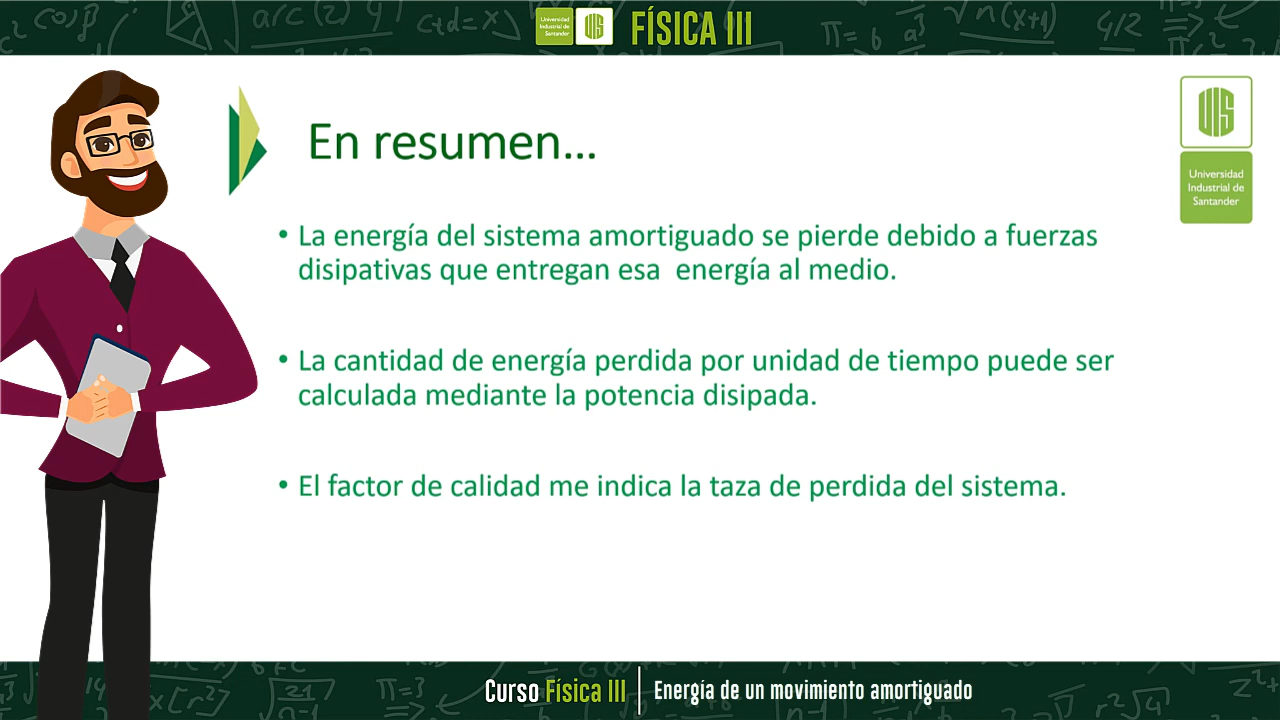 Universidad
Industrial de
Santander
UIS
FÍSICA III
En resumen...
UIS
Universidad
Industrial de
Santander
• La energía del sistema amortiguado se pierde debido a fuerzas
disipativas que entregan esa energía al medio.
• La cantidad de energía perdida por unidad de tiempo puede ser
calculada mediante la potencia disipada.
• El factor de calidad me indica la taza de perdida del sistema.
Curso Física III
Energía de un movimiento amortiguado